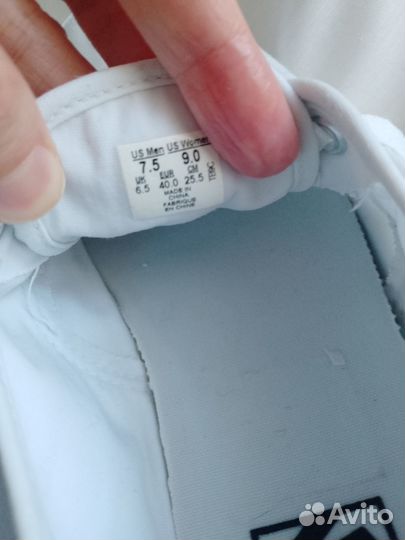 US Men US Women
7.5 9.0
UK EUR CM
6.5 40.0 25.5
MADE IN
CHINA
FABRIQUE
EN CHINE
Avito